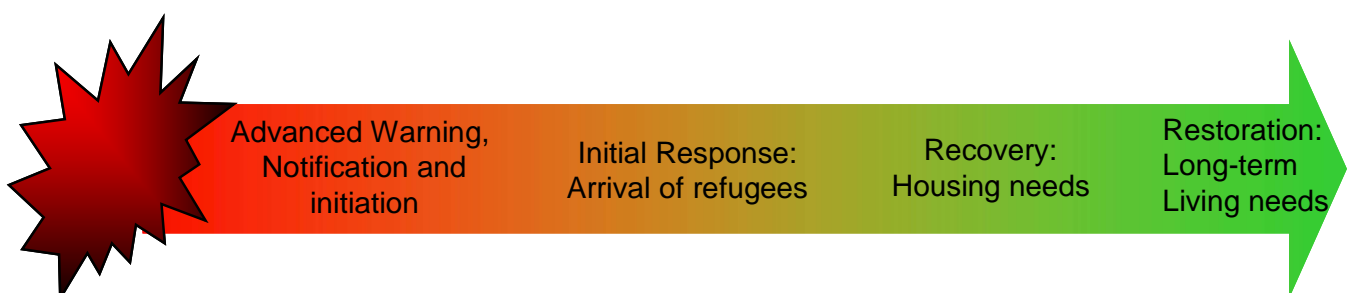 Advanced Warning,
Notification and
initiation
Initial Response:
Arrival of refugees
Recovery:
Housing needs
Restoration:
Long-term
Living needs